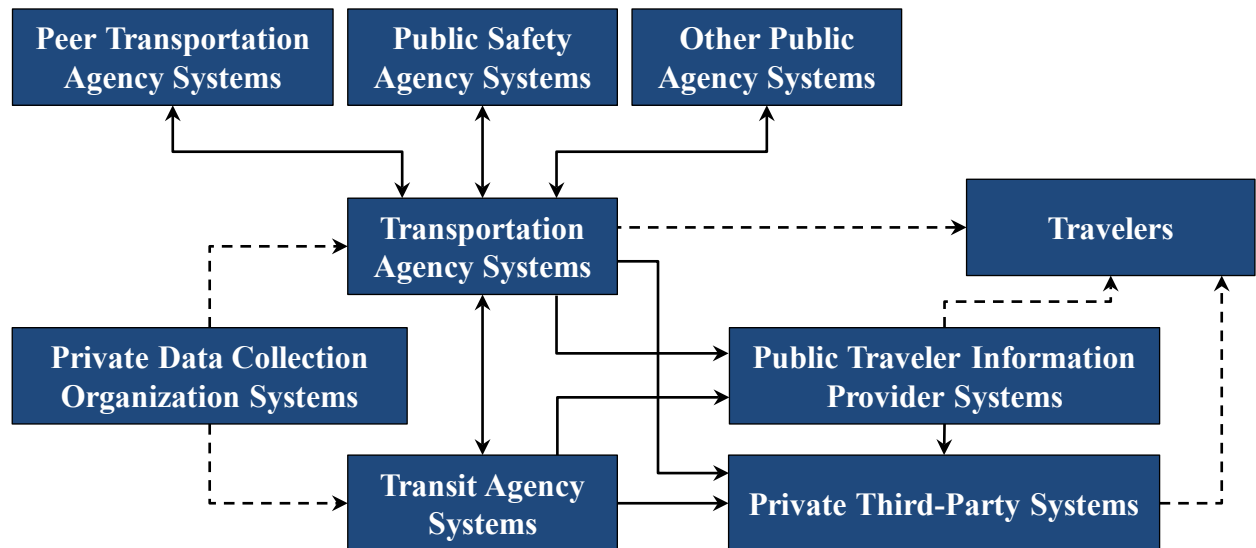 Peer Transportation
Agency Systems
Public Safety
Agency Systems
Other Public
Agency Systems
Transportation
Agency Systems
Travelers
Private Data Collection
Organization Systems
Public Traveler Information
Provider Systems
Transit Agency
Systems
Private Third-Party Systems